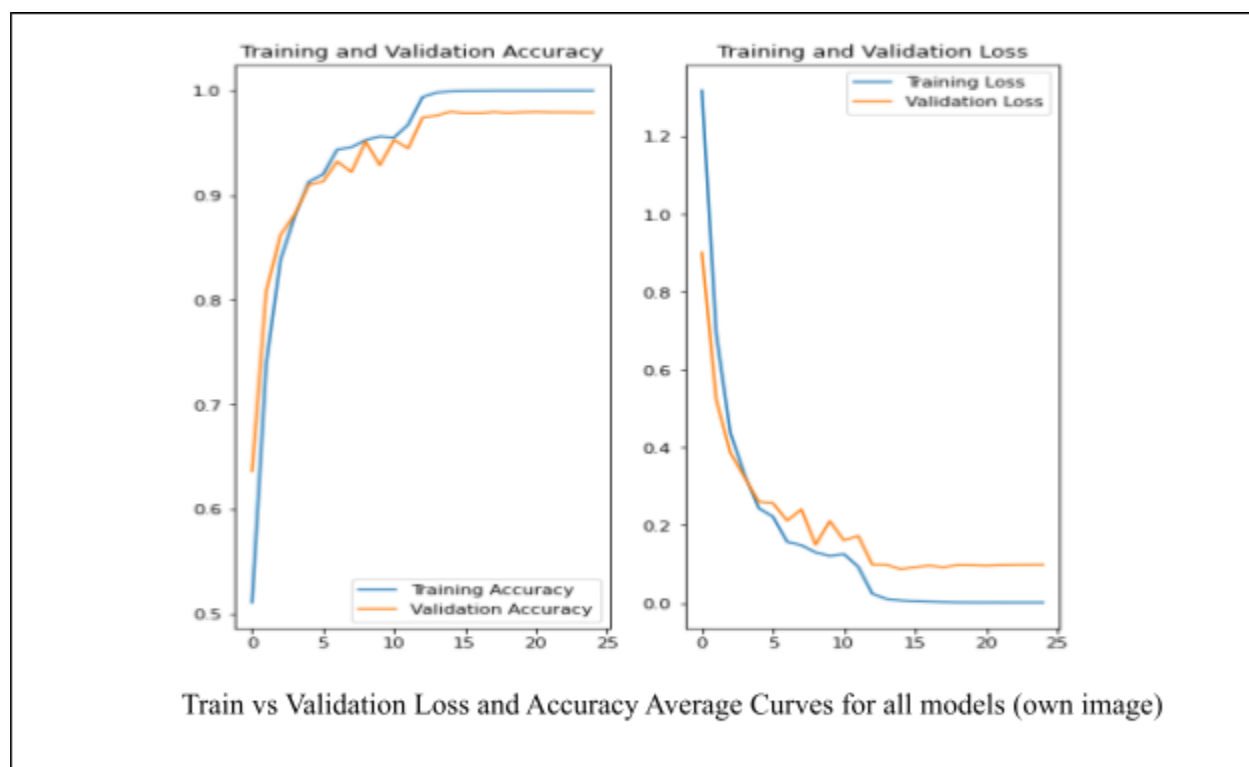 Training and Validation Accuracy
1.0
0.9
0.8
0.7
0.6
0.5
Training Accuracy
Validation Accuracy
0 5 10 15 20 25
Training and Validation Loss
Training Loss
Validation Loss
1.2
1.0
0.8
0.6
0.4
0.2
0.0
0 5 10 15 20 25
Train vs Validation Loss and Accuracy Average Curves for all models (own image)